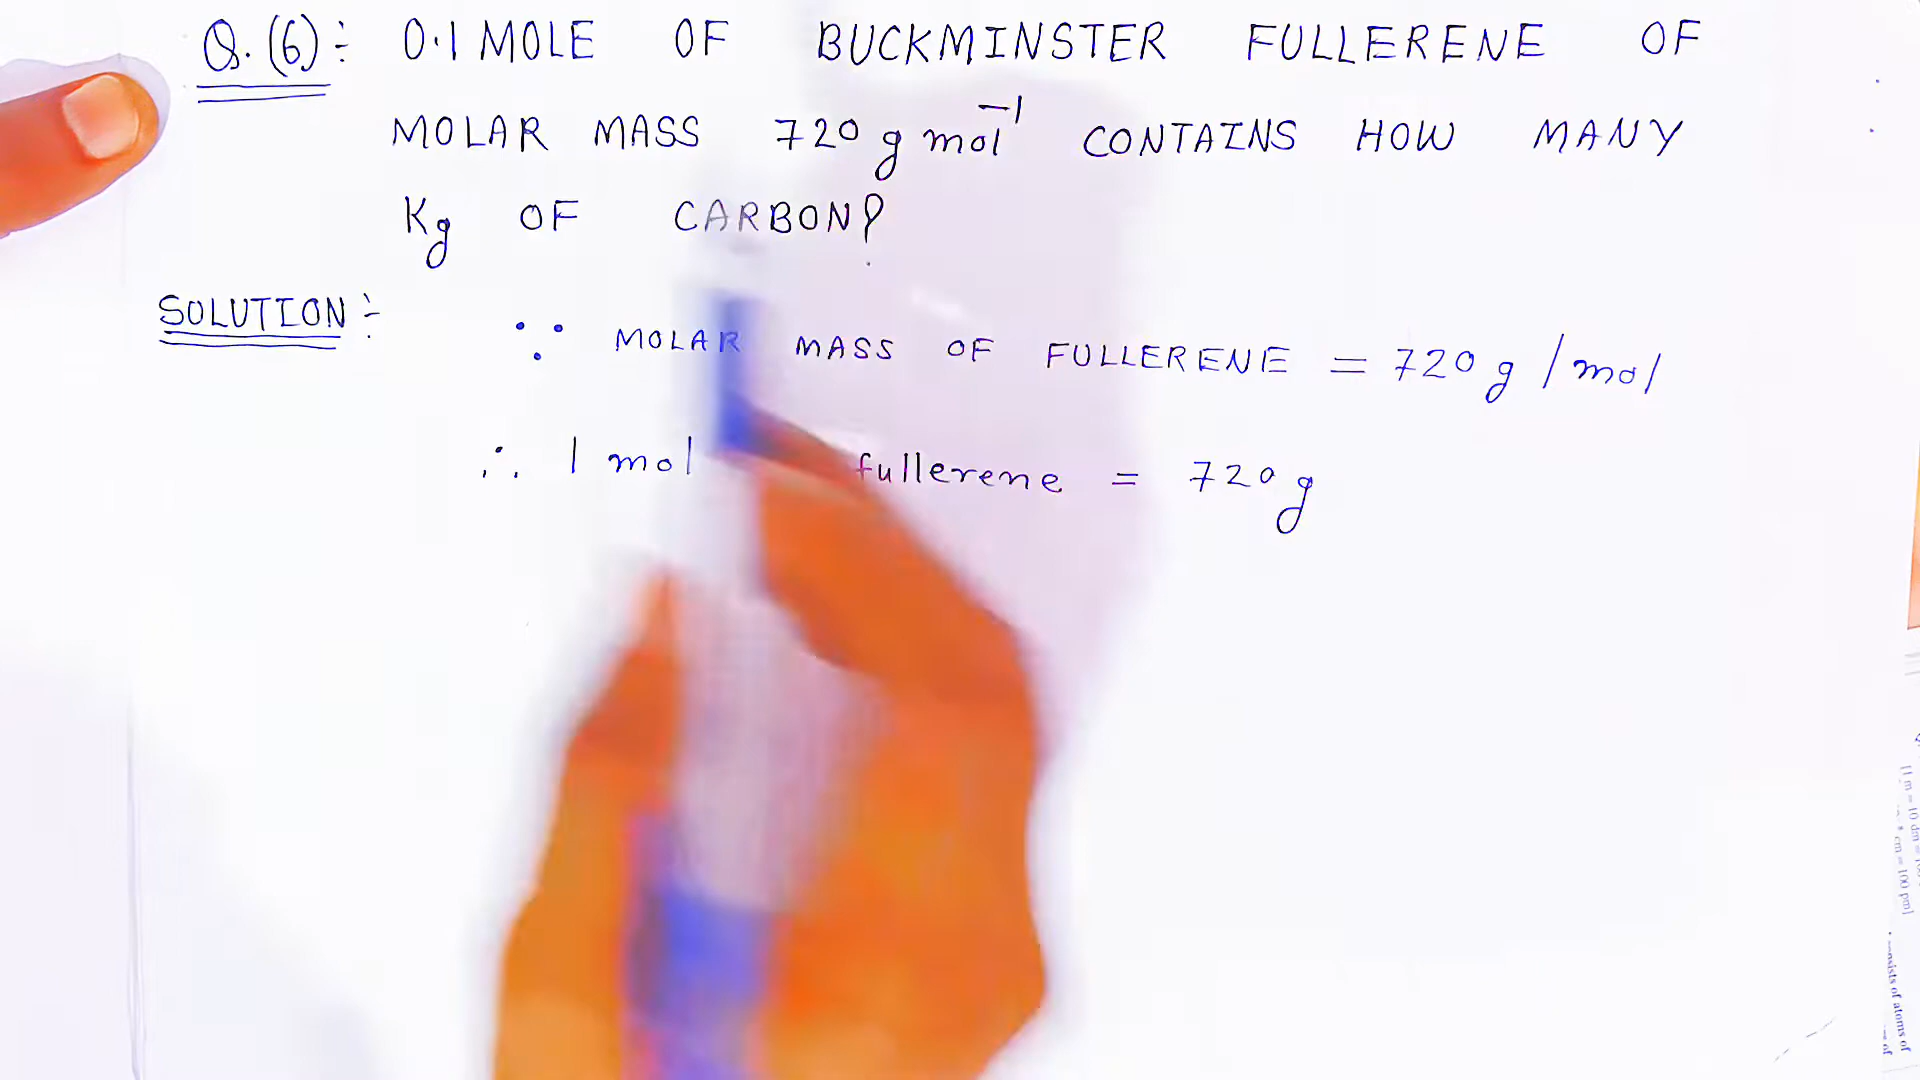 Q.(6):- 0.1 MOLE OF BUCKMINSTER FULLERENE OF
MOLAR MASS 720 g mol⁻¹ CONTAINS HOW MANY
Kg OF CARBON?
SOLUTION:- ∵ MOLAR MASS OF FULLERENE = 720 g/mol
∴ 1 mol fullerene = 720 g